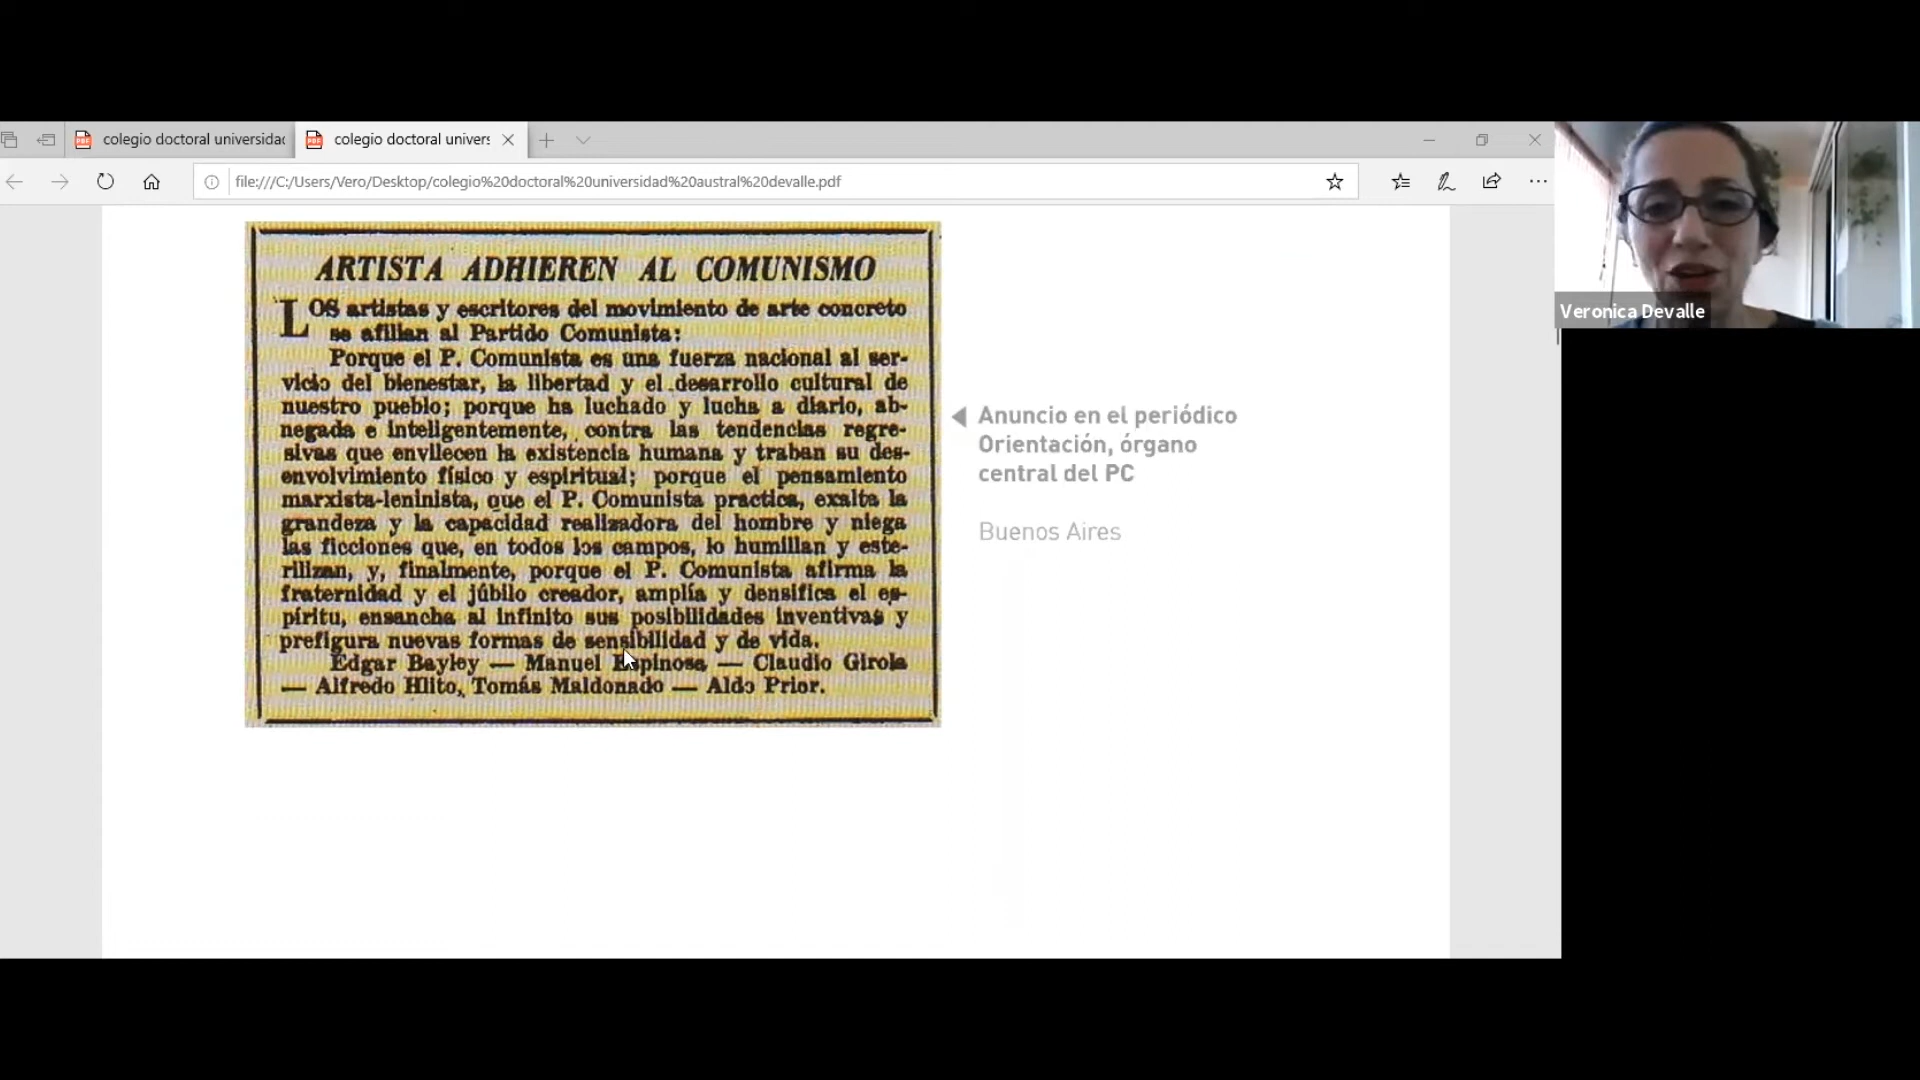 colegio doctoral universidad
colegio doctoral univers
file:///C:/Users/Vero/Desktop/colegio%20doctoral%20universidad%20austral%20devalle.pdf
ARTISTA ADHIEREN AL COMUNISMO
LOS artistas y escritores del movimiento de arte concreto
se afilian al Partido Comunista:
Porque el P. Comunista es una fuerza nacional al ser-
vicio del bienestar, la libertad y el desarrollo cultural de
nuestro pueblo; porque ha luchado y lucha a diario, ab-
negada e inteligentemente, contra las tendencias regre-
sivas que envilecen la existencia humana y traban su des-
envolvimiento físico y espiritual; porque el pensamiento
marxista-leninista, que el P. Comunista practica, exalta la
grandeza y la capacidad realizadora del hombre y niega
las ficciones que, en todos los campos, lo humillan y este-
rilizan, y, finalmente, porque el P. Comunista afirma la
fraternidad y el júbilo creador, amplía y densifica el es-
píritu, ensancha al infinito sus posibilidades inventivas y
prefigura nuevas formas de sensibilidad y de vida.
Edgar Bayley — Manuel Espinosa — Claudio Girola
— Alfredo Hlito, Tomás Maldonado — Aldo Prior.
Anuncio en el periódico
Orientación, órgano
central del PC
Buenos Aires
Veronica Devalle